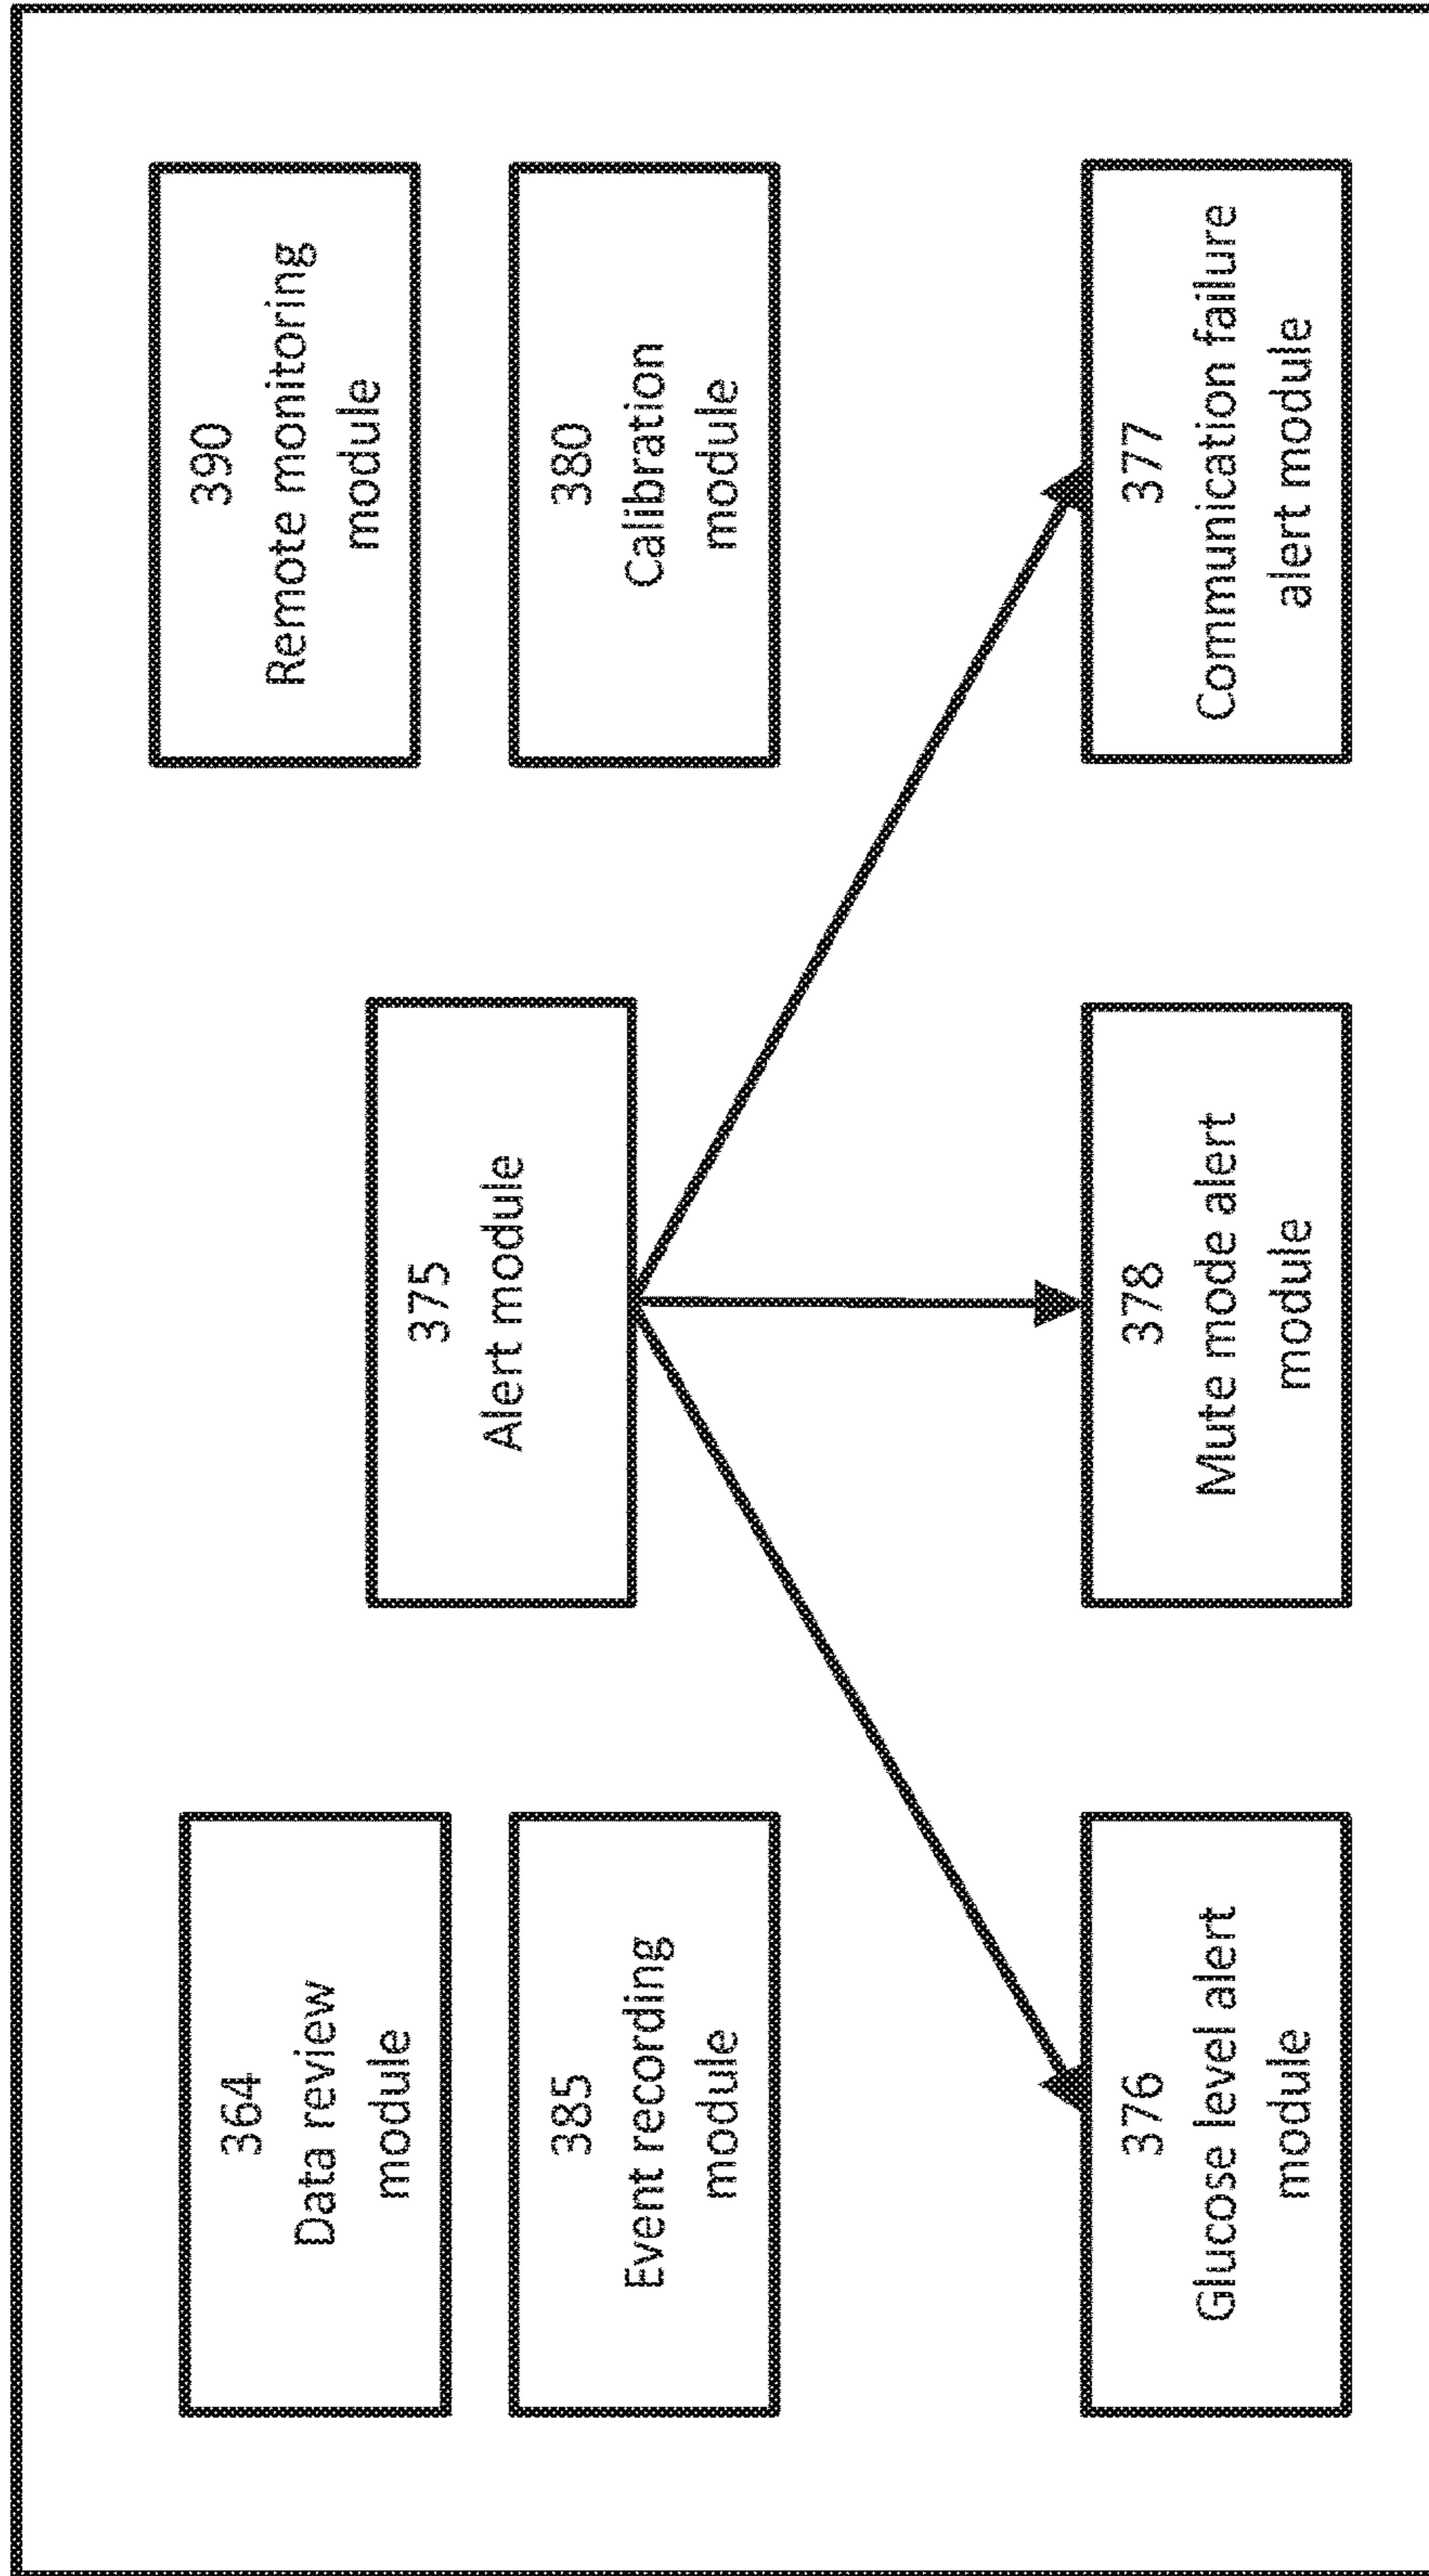 364
Data review
module
385
Event recording
module
375
Alert module
390
Remote monitoring
module
380
Calibration
module
376
Glucose level alert
module
378
Mute mode alert
module
377
Communication failure
alert module